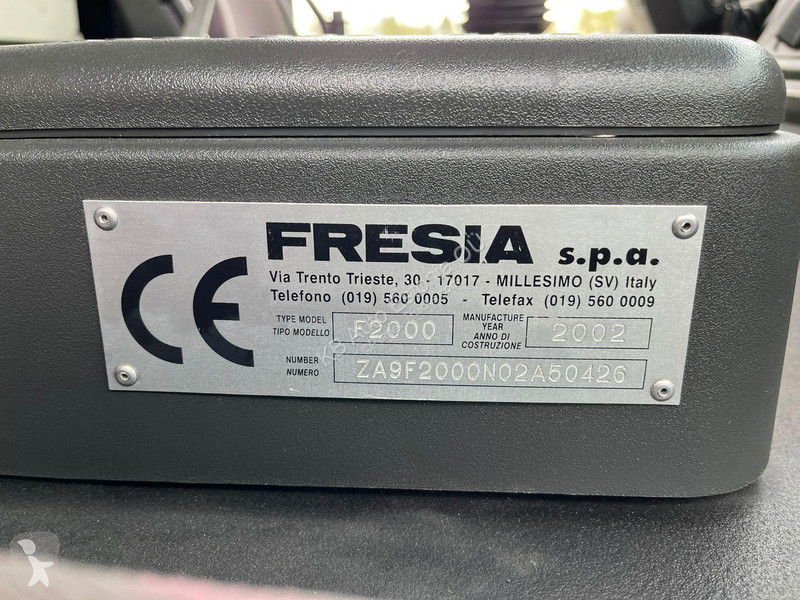 CE
FRESIA s.p.a.
Via Trento Trieste, 30 - 17017 - MILLESIMO (SV) Italy
Telefono (019) 560 0005 - Telefax (019) 560 0009
TYPE MODEL
TIPO MODELLO
F2000
MANUFACTURE
YEAR
ANNO DI
COSTRUZIONE
2002
NUMBER
NUMERO
ZA9F2000N02A50426